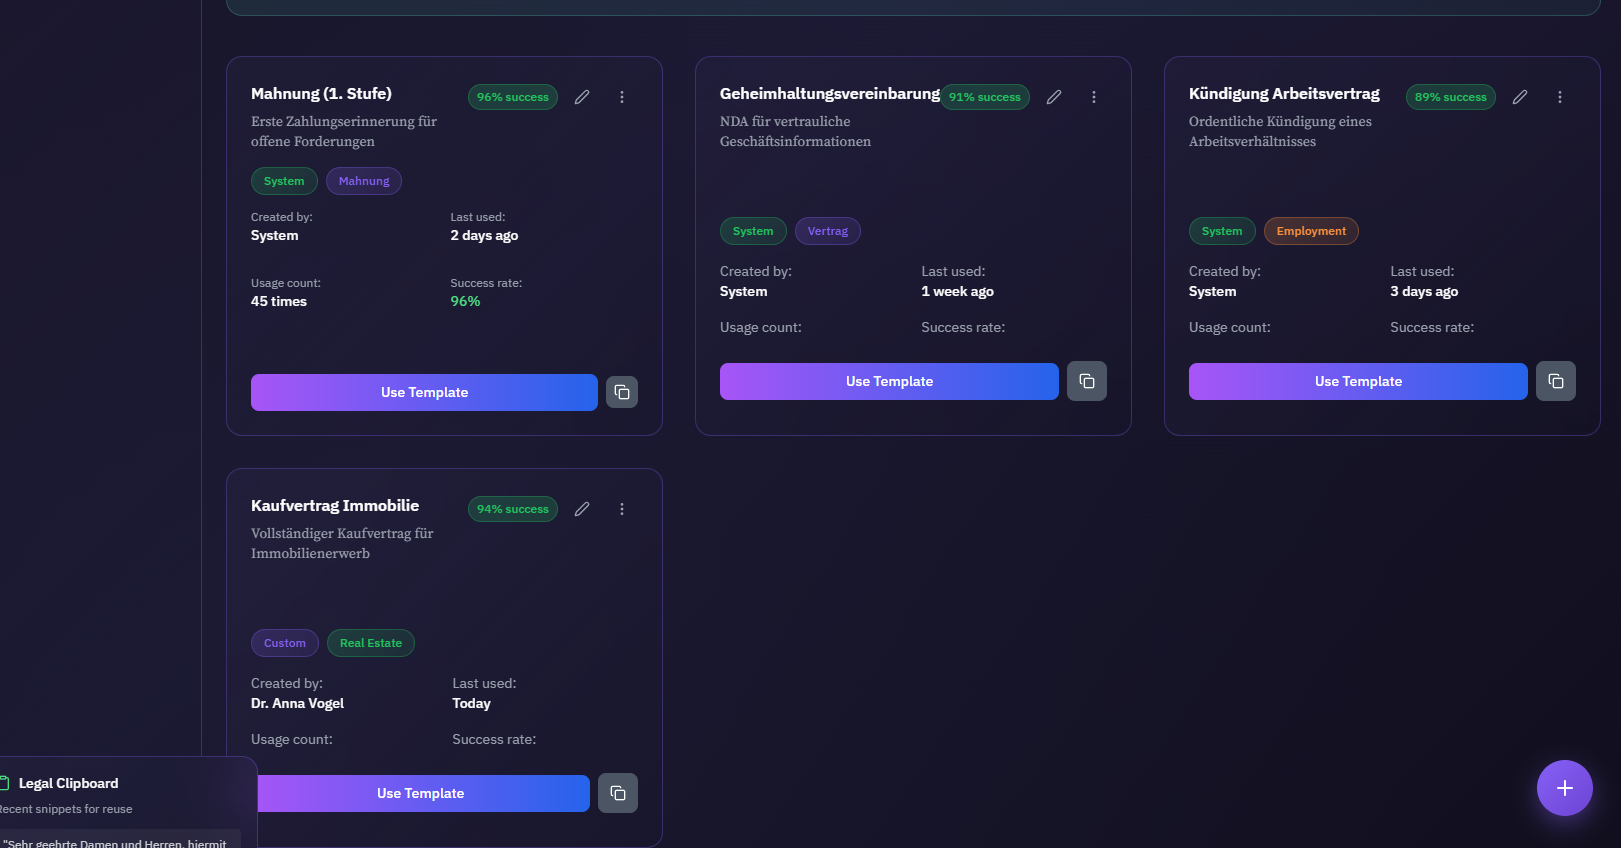 Mahnung (1. Stufe)
96% success
Erste Zahlungserinnerung für
offene Forderungen
System
Mahnung
Created by:
System
Last used:
2 days ago
Usage count:
45 times
Success rate:
96%
Use Template
Geheimhaltungsvereinbarung
91% success
NDA für vertrauliche
Geschäftsinformationen
System
Vertrag
Created by:
System
Last used:
1 week ago
Usage count:
Success rate:
Use Template
Kündigung Arbeitsvertrag
89% success
Ordentliche Kündigung eines
Arbeitsverhältnisses
System
Employment
Created by:
System
Last used:
3 days ago
Usage count:
Success rate:
Use Template
Kaufvertrag Immobilie
94% success
Vollständiger Kaufvertrag für
Immobilienerwerb
Custom
Real Estate
Created by:
Dr. Anna Vogel
Last used:
Today
Usage count:
Success rate:
Use Template
Legal Clipboard
Recent snippets for reuse
"Sehr geehrte Damen und Herren, hiermit